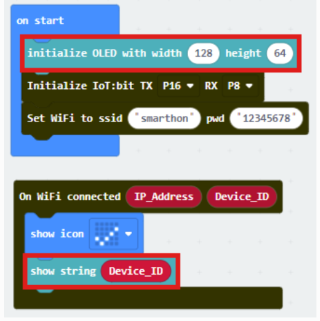 on start
initialize OLED with width 128 height 64
Initialize IoT:bit TX P16 RX P8
Set WiFi to ssid "smarthon" pwd "12345678"
On WiFi connected IP_Address Device_ID
show icon
show string Device_ID